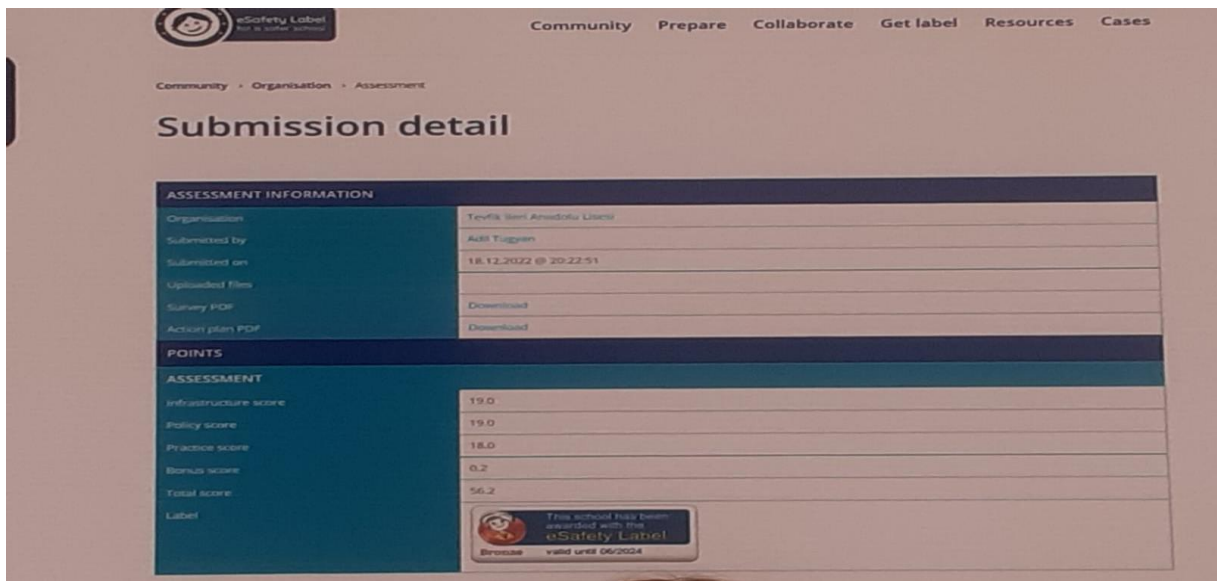 eSafety Label
for a safer school
Community Prepare Collaborate Get label Resources Cases
Community > Organisation > Assessment
Submission detail
ASSESSMENT INFORMATION
Organisation Tevfik İleri Anadolu Lisesi
Submitted by Adil Tugyan
Submitted on 18.12.2022 @ 20:22:51
Uploaded files
Survey PDF Download
Action plan PDF Download
POINTS
ASSESSMENT
Infrastructure score 19.0
Policy score 19.0
Practice score 18.0
Bonus score 0.2
Total score 56.2
Label
This school has been
awarded with the
eSafety Label
Bronze valid until 06/2024